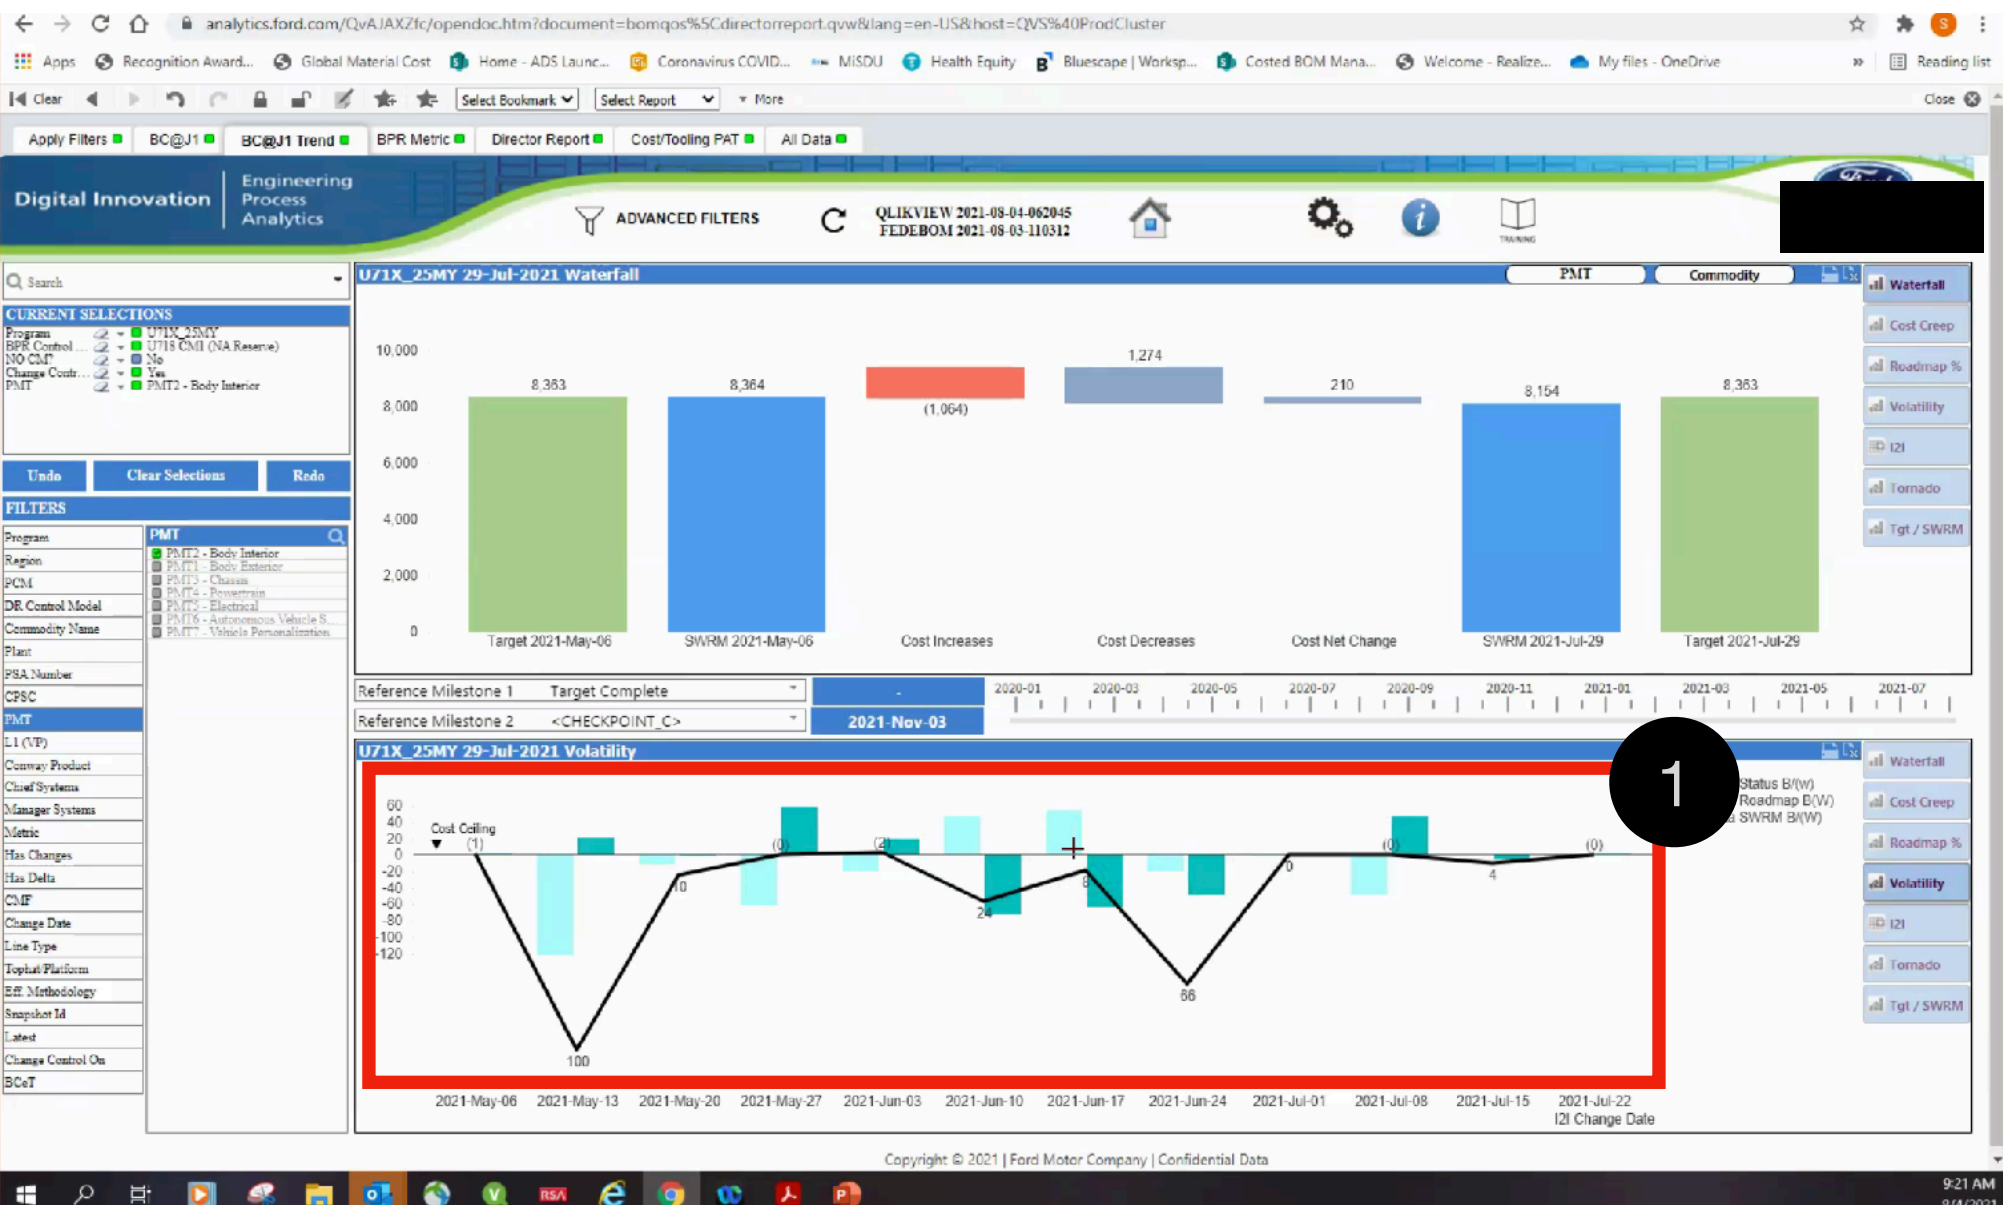 analytics.ford.com/QvAJAXZfc/opendoc.htm?document=bomqos%5Cdirectorreport.qvw&lang=en-US&host=QVS%40ProdCluster
S
Apps Recognition Award... Global Material Cost Home - ADS Launc... Coronavirus COVID... MiSDU Health Equity Bluescape | Worksp... Costed BOM Mana... Welcome - Realize... My files - OneDrive » Reading list
Clear Select Bookmark Select Report More Close
Apply Filters BC@J1 BC@J1 Trend BPR Metric Director Report Cost/Tooling PAT All Data
Digital Innovation
Engineering
Process
Analytics
ADVANCED FILTERS
QLIKVIEW 2021-08-04-062045
FEDEBOM 2021-08-03-110312
TRAINING
Search
CURRENT SELECTIONS
Program U71X_25MY
BPR Control ... U718 CMI (NA Reserve)
NO CM? No
Change Contr... Yes
PMT PMT2 - Body Interior
Undo Clear Selections Redo
FILTERS
Program
Region
PCM
DR Control Model
Commodity Name
Plant
PSA Number
CPSC
PMT
L1 (VP)
Conway Product
Chief Systems
Manager Systems
Metric
Has Changes
Has Delta
CMF
Change Date
Line Type
Tophat/Platform
Eff. Methodology
Snapshot Id
Latest
Change Control On
BCeT
PMT
PMT2 - Body Interior
PMT1 - Body Exterior
PMT3 - Chassis
PMT4 - Powertrain
PMT5 - Electrical
PMT6 - Autonomous Vehicle S...
PMT7 - Vehicle Personalization
U71X_25MY 29-Jul-2021 Waterfall
PMT Commodity
10,000
8,000
6,000
4,000
2,000
0
8,363 8,364 (1,064) 1,274 210 8,154 8,363
Target 2021-May-06 SWRM 2021-May-06 Cost Increases Cost Decreases Cost Net Change SWRM 2021-Jul-29 Target 2021-Jul-29
Waterfall
Cost Creep
Roadmap %
Volatility
I2I
Tornado
Tgt / SWRM
Reference Milestone 1 Target Complete -
Reference Milestone 2 <CHECKPOINT_C> 2021-Nov-03
2020-01 2020-03 2020-05 2020-07 2020-09 2020-11 2021-01 2021-03 2021-05 2021-07
U71X_25MY 29-Jul-2021 Volatility
1
Status B/(w)
Roadmap B(W)
a SWRM B/(W)
60
40
20
0
-20
-40
-60
-80
-100
-120
Cost Ceiling
(1) 100 10 (0) (2) 24 8 66 0 (0) 4 (0)
2021-May-06 2021-May-13 2021-May-20 2021-May-27 2021-Jun-03 2021-Jun-10 2021-Jun-17 2021-Jun-24 2021-Jul-01 2021-Jul-08 2021-Jul-15 2021-Jul-22
I2I Change Date
Waterfall
Cost Creep
Roadmap %
Volatility
I2I
Tornado
Tgt / SWRM
Copyright © 2021 | Ford Motor Company | Confidential Data
RSA
9:21 AM
8/4/2021